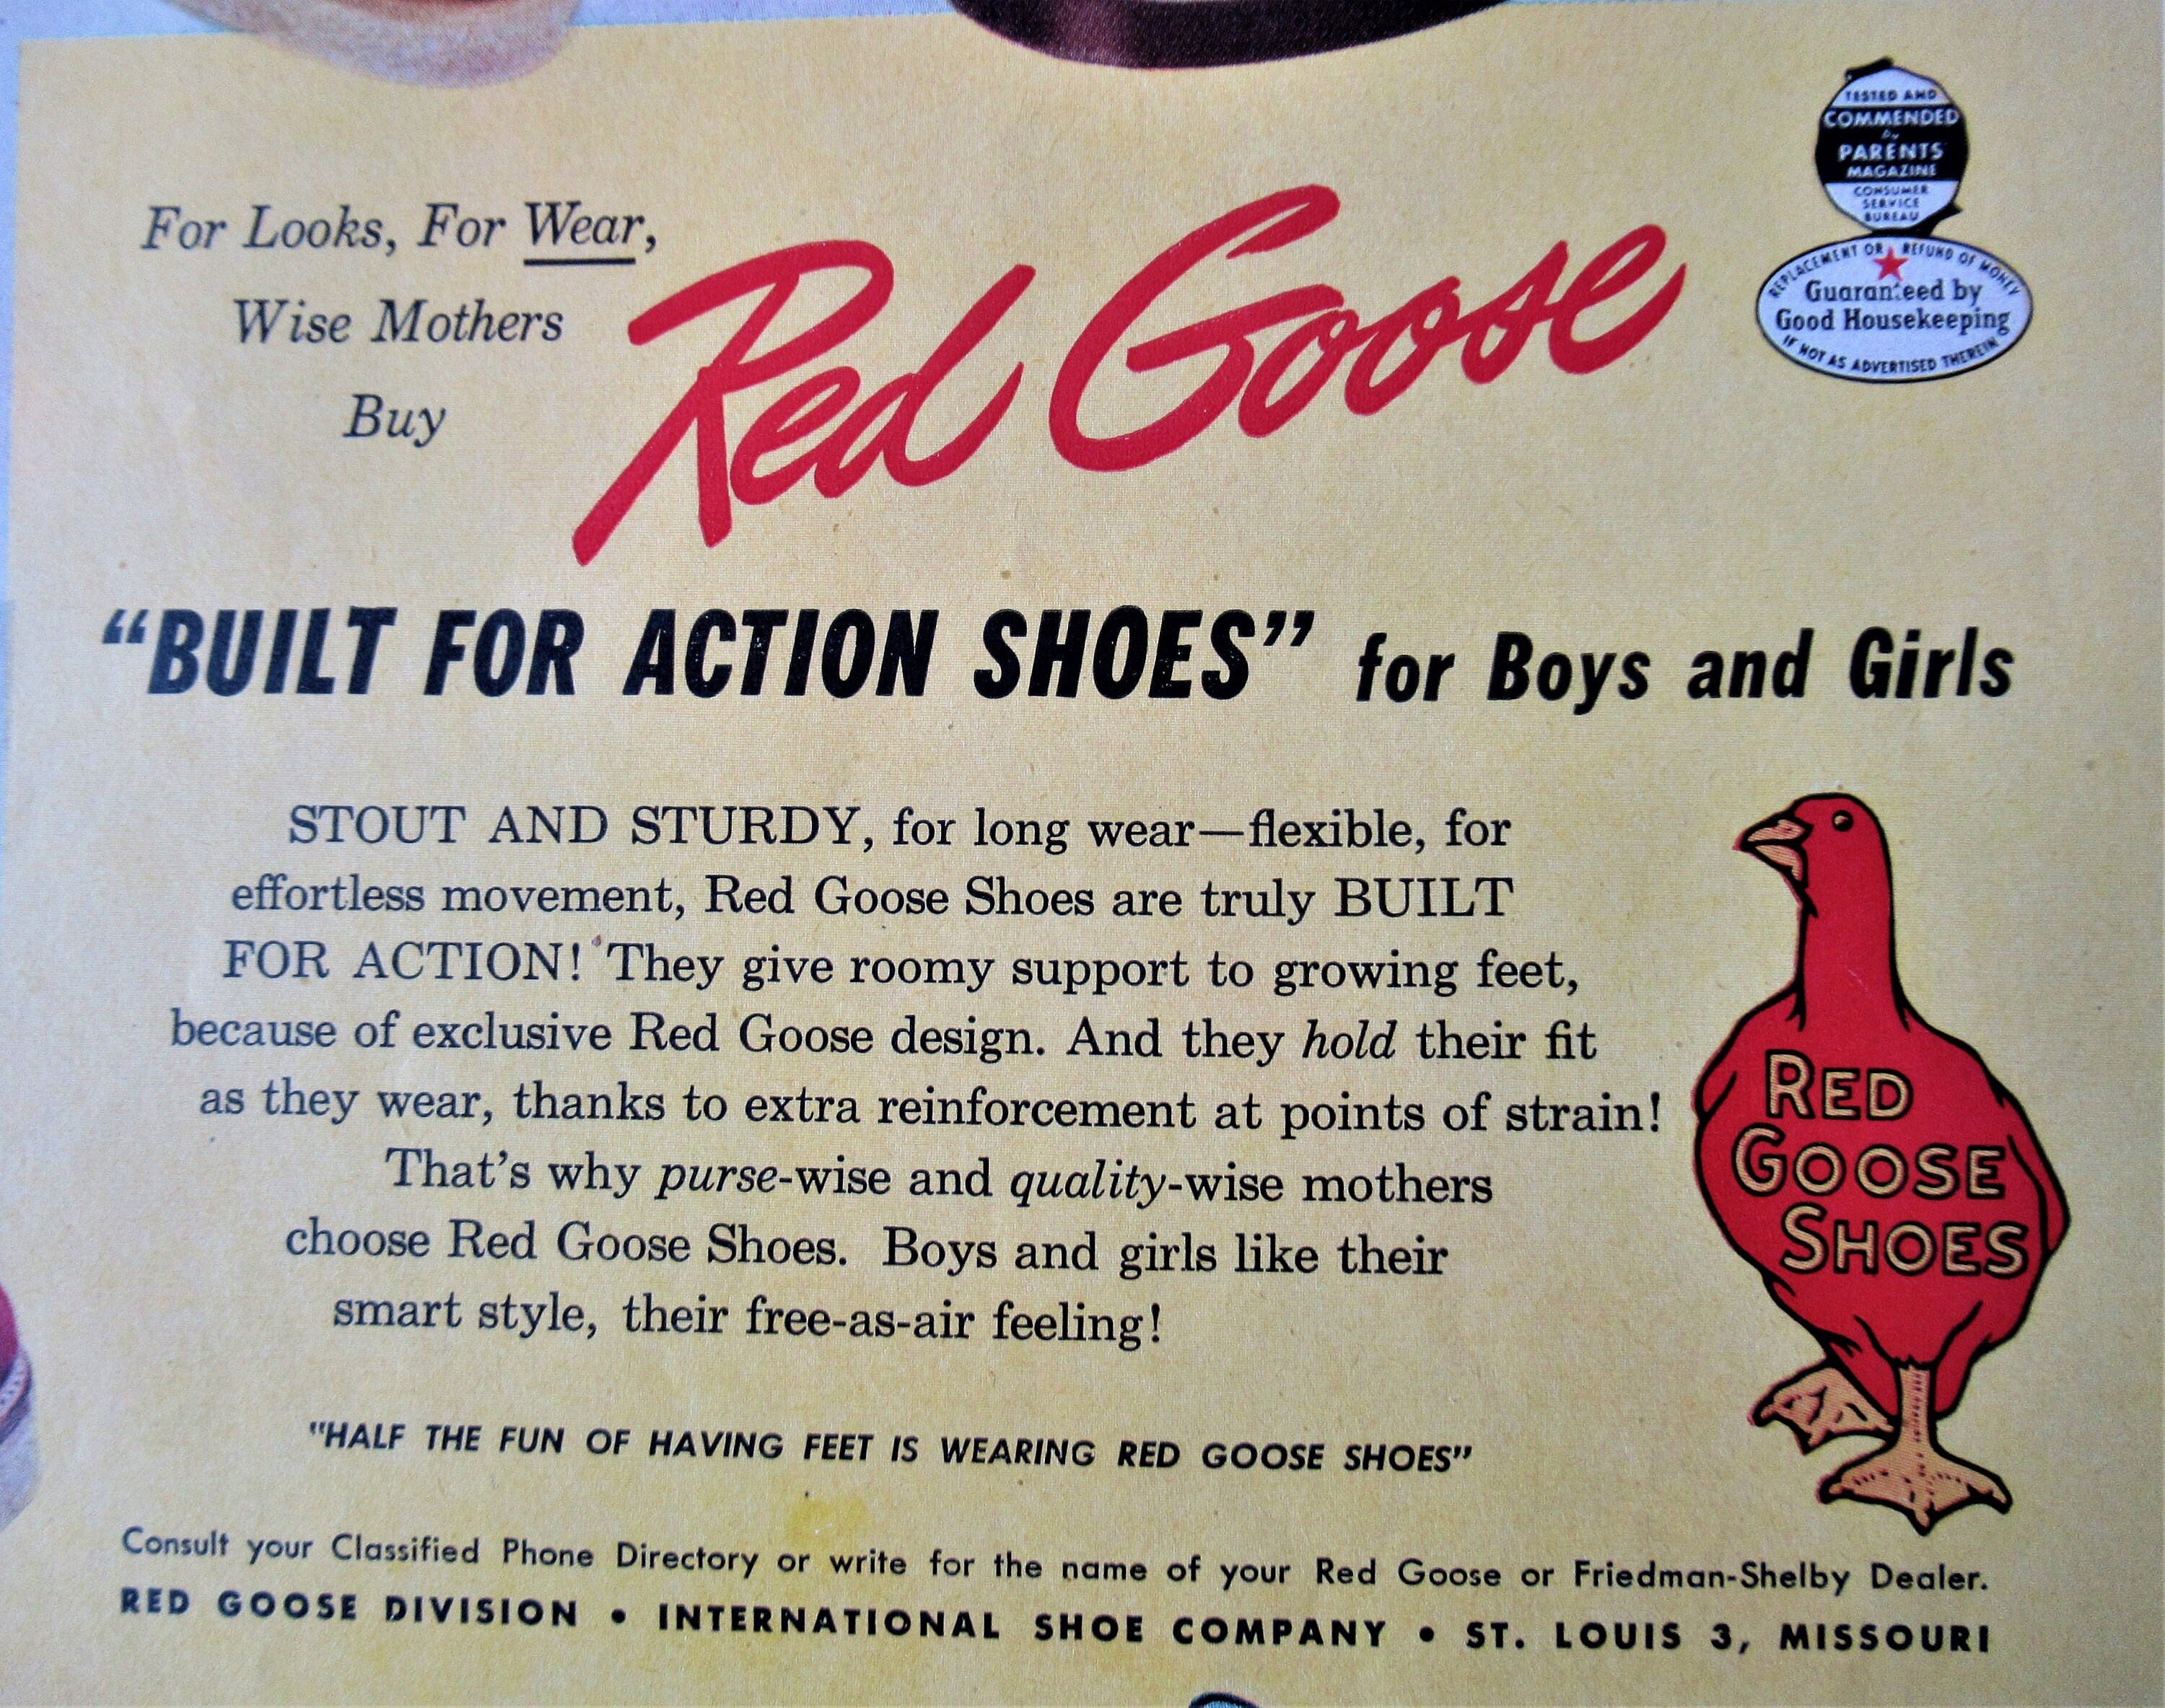 For Looks, For Wear,
Wise Mothers
Buy
Red Goose
TESTED AND
COMMENDED
by
PARENTS'
MAGAZINE
CONSUMER
SERVICE
BUREAU
REPLACEMENT OR REFUND OF MONEY
Guaranteed by
Good Housekeeping
IF NOT AS ADVERTISED THEREIN
"BUILT FOR ACTION SHOES" for Boys and Girls
STOUT AND STURDY, for long wear—flexible, for
effortless movement, Red Goose Shoes are truly BUILT
FOR ACTION! They give roomy support to growing feet,
because of exclusive Red Goose design. And they hold their fit
as they wear, thanks to extra reinforcement at points of strain!
That's why purse-wise and quality-wise mothers
choose Red Goose Shoes. Boys and girls like their
smart style, their free-as-air feeling!
RED
GOOSE
SHOES
"HALF THE FUN OF HAVING FEET IS WEARING RED GOOSE SHOES"
Consult your Classified Phone Directory or write for the name of your Red Goose or Friedman-Shelby Dealer.
RED GOOSE DIVISION • INTERNATIONAL SHOE COMPANY • ST. LOUIS 3, MISSOURI